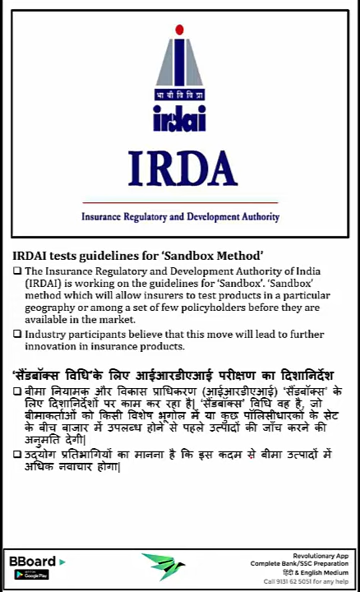 भा बी वि वि प्रा
irdai
IRDA
Insurance Regulatory and Development Authority
IRDAI tests guidelines for ‘Sandbox Method’
❑ The Insurance Regulatory and Development Authority of India
(IRDAI) is working on the guidelines for ‘Sandbox’. ‘Sandbox’
method which will allow insurers to test products in a particular
geography or among a set of few policyholders before they are
available in the market.
❑ Industry participants believe that this move will lead to further
innovation in insurance products.
‘सैंडबॉक्स विधि’के लिए आईआरडीएआई परीक्षण का दिशानिर्देश
❑ बीमा नियामक और विकास प्राधिकरण (आईआरडीएआई) ‘सैंडबॉक्स’ के
लिए दिशानिर्देशों पर काम कर रहा है| ‘सैंडबॉक्स’ विधि वह है, जो
बीमाकर्ताओं को किसी विशेष भूगोल में या कुछ पॉलिसीधारकों के सेट
के बीच बाजार में उपलब्ध होने से पहले उत्पादों की जाँच करने की
अनुमति देगी|
❑ उद्योग प्रतिभागियों का मानना है कि इस कदम से बीमा उत्पादों में
अधिक नवाचार होगा|
BBoard
Google Play
Revolutionary App
Complete Bank/SSC Preparation
हिंदी & English Medium
Call 9131 62 5051 for any help